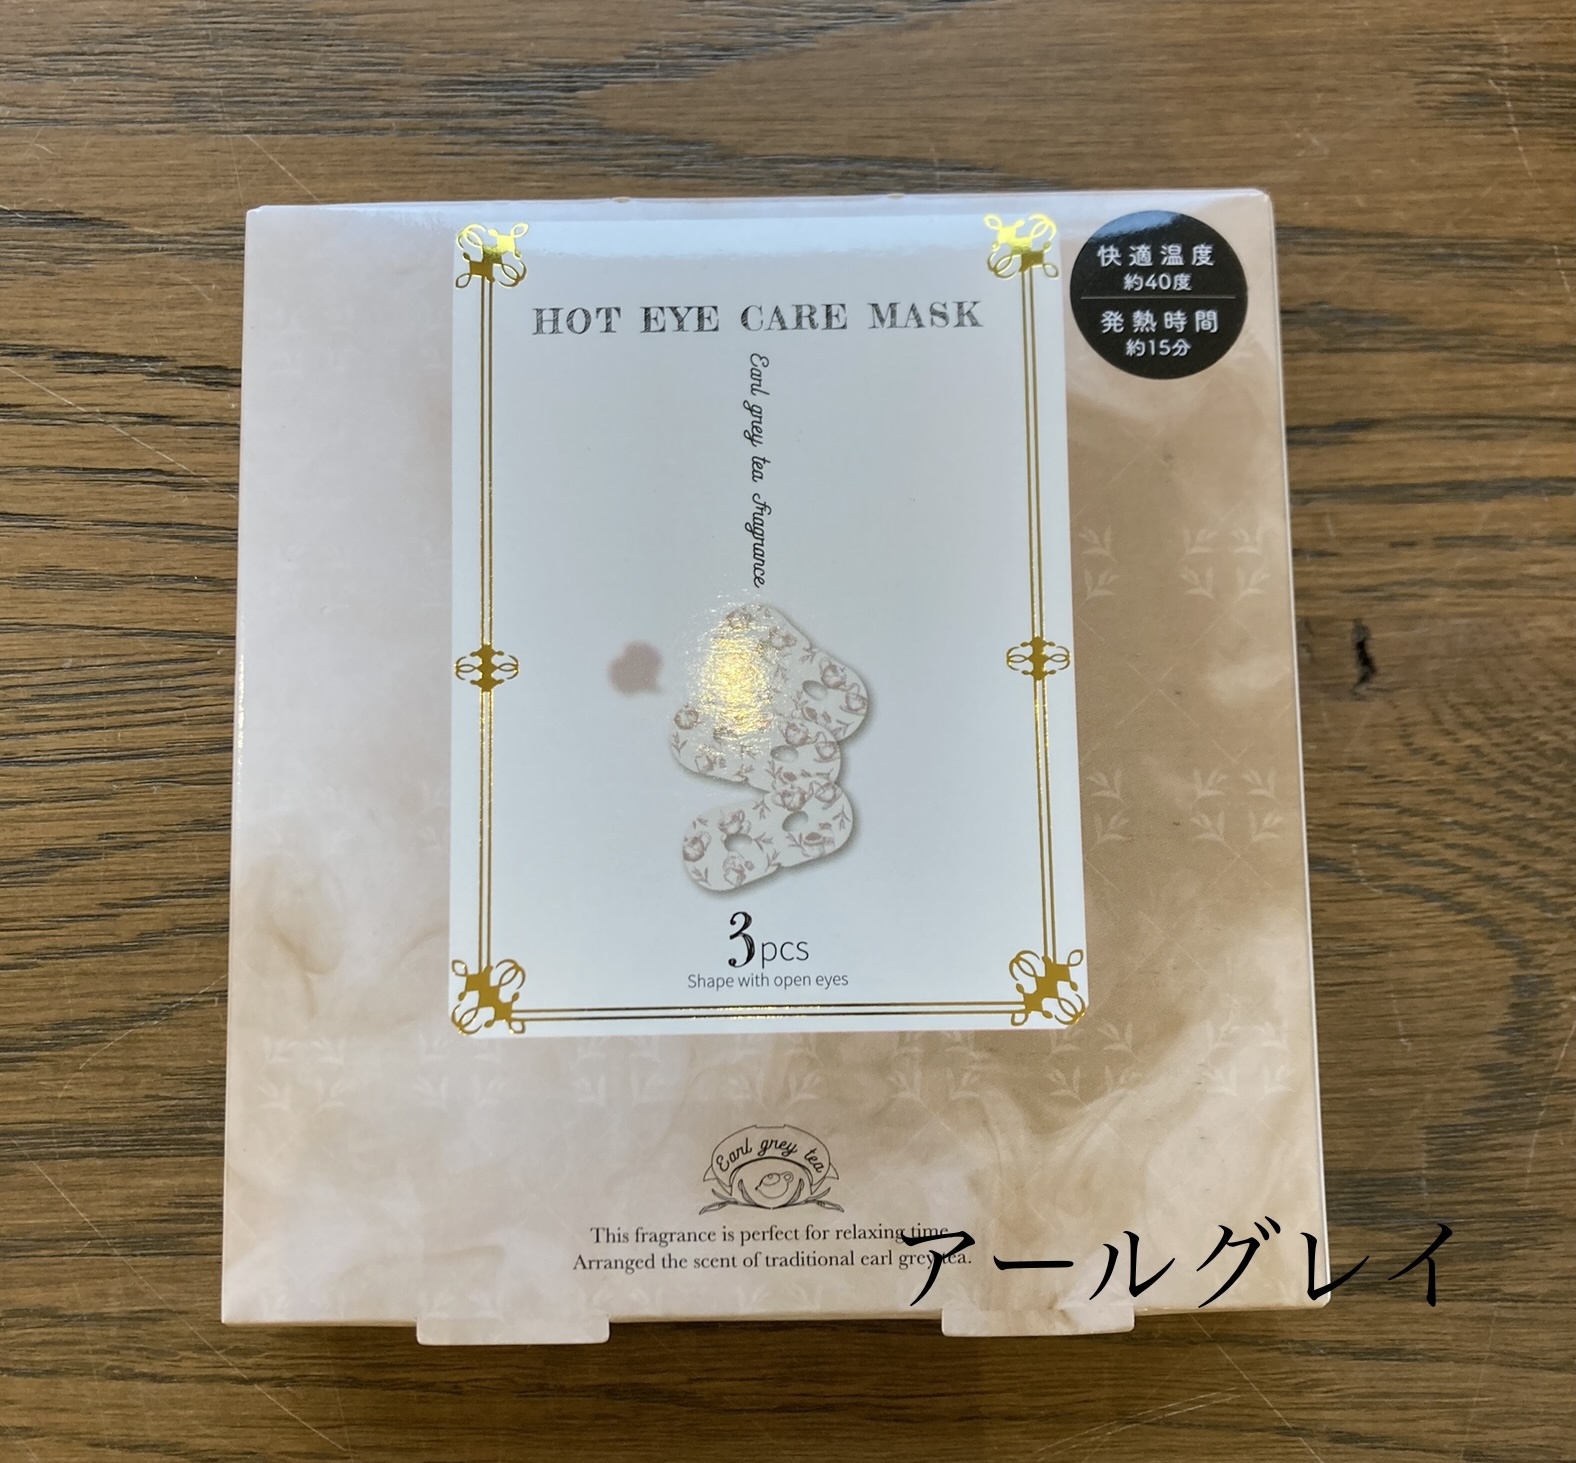 快適温度
約40度
発熱時間
約15分
HOT EYE CARE MASK
Earl grey tea fragrance
3pcs
Shape with open eyes
Earl grey tea
This fragrance is perfect for relaxing time.
Arranged the scent of traditional earl grey tea.
アールグレイ